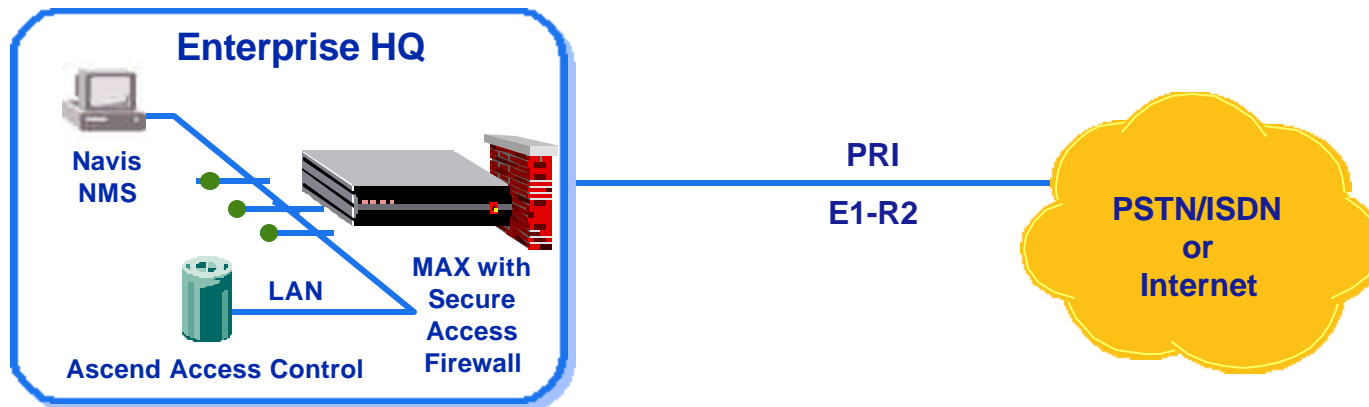 Enterprise HQ
Navis
NMS
LAN
MAX with
Secure
Access
Firewall
Ascend Access Control
PRI
E1-R2
PSTN/ISDN
or
Internet